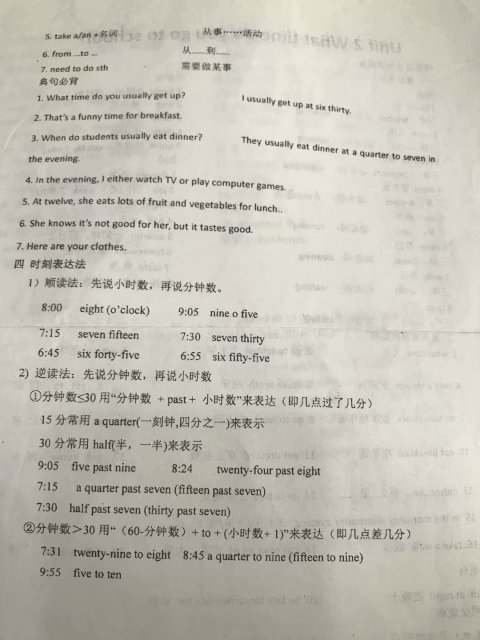 5. take a/an +名词 从事……活动
6. from ...to ... 从……到……
7. need to do sth 需要做某事
典句必背
1. What time do you usually get up? I usually get up at six thirty.
2. That's a funny time for breakfast.
3. When do students usually eat dinner? They usually eat dinner at a quarter to seven in
the evening.
4. In the evening, I either watch TV or play computer games.
5. At twelve, she eats lots of fruit and vegetables for lunch..
6. She knows it's not good for her, but it tastes good.
7. Here are your clothes.
四 时刻表达法
1）顺读法：先说小时数，再说分钟数。
8:00 eight (o'clock) 9:05 nine o five
7:15 seven fifteen 7:30 seven thirty
6:45 six forty-five 6:55 six fifty-five
2) 逆读法：先说分钟数，再说小时数
①分钟数≤30 用“分钟数 + past + 小时数”来表达（即几点过了几分）
15 分常用 a quarter(一刻钟,四分之一)来表示
30 分常用 half(半，一半)来表示
9:05 five past nine 8:24 twenty-four past eight
7:15 a quarter past seven (fifteen past seven)
7:30 half past seven (thirty past seven)
②分钟数＞30 用“（60-分钟数）+ to + (小时数+ 1)”来表达（即几点差几分）
7:31 twenty-nine to eight 8:45 a quarter to nine (fifteen to nine)
9:55 five to ten